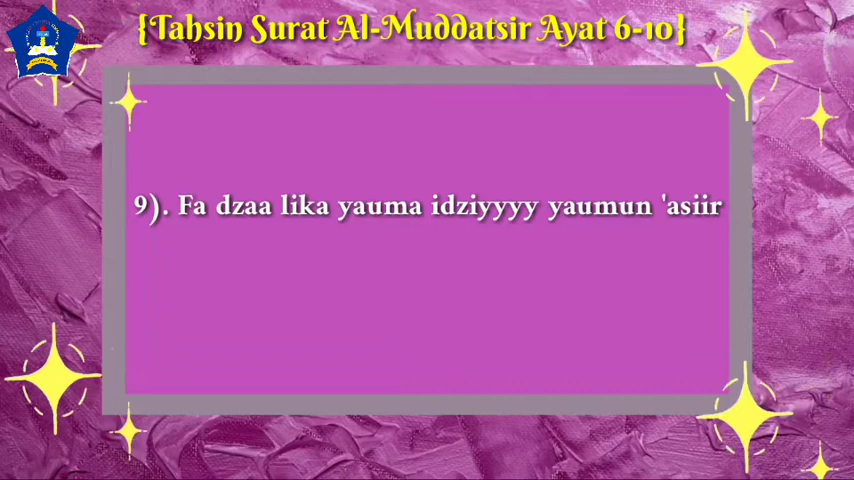 {Tahsin Surat Al-Muddatsir Ayat 6-10}
9). Fa dzaa lika yauma idziyyyy yaumun 'asiir